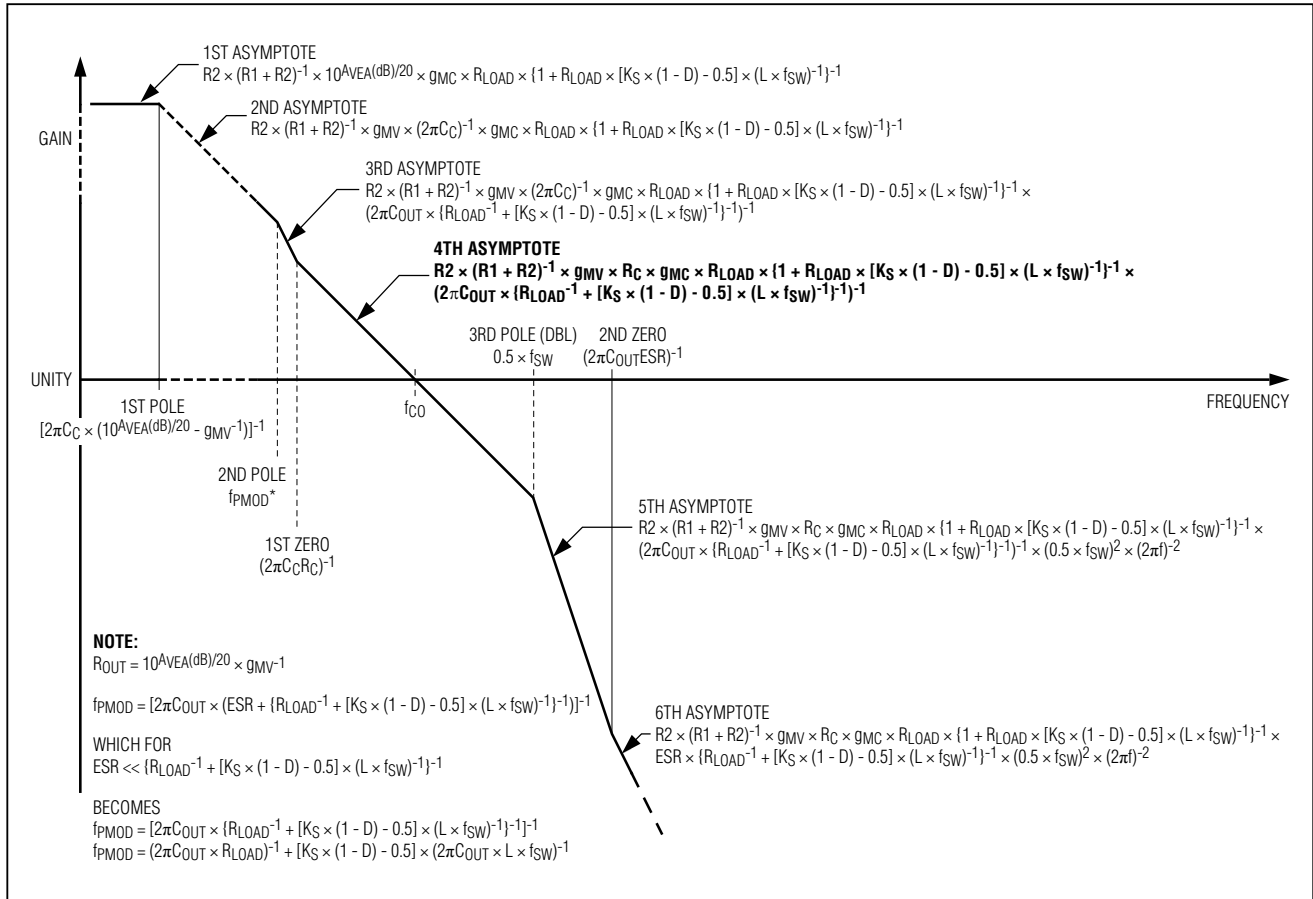 1ST ASYMPTOTE
R2 × (R1 + R2)⁻¹ × 10^AVEA(dB)/20 × gMC × RLOAD × {1 + RLOAD × [KS × (1 - D) - 0.5] × (L × fSW)⁻¹}⁻¹
2ND ASYMPTOTE
R2 × (R1 + R2)⁻¹ × gMV × (2πCC)⁻¹ × gMC × RLOAD × {1 + RLOAD × [KS × (1 - D) - 0.5] × (L × fSW)⁻¹}⁻¹
GAIN
3RD ASYMPTOTE
R2 × (R1 + R2)⁻¹ × gMV × (2πCC)⁻¹ × gMC × RLOAD × {1 + RLOAD × [KS × (1 - D) - 0.5] × (L × fSW)⁻¹}⁻¹ ×
(2πCOUT × {RLOAD⁻¹ + [KS × (1 - D) - 0.5] × (L × fSW)⁻¹}⁻¹)⁻¹
4TH ASYMPTOTE
R2 × (R1 + R2)⁻¹ × gMV × RC × gMC × RLOAD × {1 + RLOAD × [KS × (1 - D) - 0.5] × (L × fSW)⁻¹}⁻¹ ×
(2πCOUT × {RLOAD⁻¹ + [KS × (1 - D) - 0.5] × (L × fSW)⁻¹}⁻¹)⁻¹
3RD POLE (DBL)
0.5 × fSW
2ND ZERO
(2πCOUTESR)⁻¹
UNITY
FREQUENCY
fCO
1ST POLE
[2πCC × (10^AVEA(dB)/20 - gMV⁻¹)]⁻¹
2ND POLE
fPMOD*
1ST ZERO
(2πCCRC)⁻¹
5TH ASYMPTOTE
R2 × (R1 + R2)⁻¹ × gMV × RC × gMC × RLOAD × {1 + RLOAD × [KS × (1 - D) - 0.5] × (L × fSW)⁻¹}⁻¹ ×
(2πCOUT × {RLOAD⁻¹ + [KS × (1 - D) - 0.5] × (L × fSW)⁻¹}⁻¹)⁻¹ × (0.5 × fSW)² × (2πf)⁻²
NOTE:
ROUT = 10^AVEA(dB)/20 × gMV⁻¹
fPMOD = [2πCOUT × (ESR + {RLOAD⁻¹ + [KS × (1 - D) - 0.5] × (L × fSW)⁻¹}⁻¹)]⁻¹
WHICH FOR
ESR << {RLOAD⁻¹ + [KS × (1 - D) - 0.5] × (L × fSW)⁻¹}⁻¹
BECOMES
fPMOD = [2πCOUT × {RLOAD⁻¹ + [KS × (1 - D) - 0.5] × (L × fSW)⁻¹}⁻¹]⁻¹
fPMOD = (2πCOUT × RLOAD)⁻¹ + [KS × (1 - D) - 0.5] × (2πCOUT × L × fSW)⁻¹
6TH ASYMPTOTE
R2 × (R1 + R2)⁻¹ × gMV × RC × gMC × RLOAD × {1 + RLOAD × [KS × (1 - D) - 0.5] × (L × fSW)⁻¹}⁻¹ ×
ESR × {RLOAD⁻¹ + [KS × (1 - D) - 0.5] × (L × fSW)⁻¹}⁻¹ × (0.5 × fSW)² × (2πf)⁻²